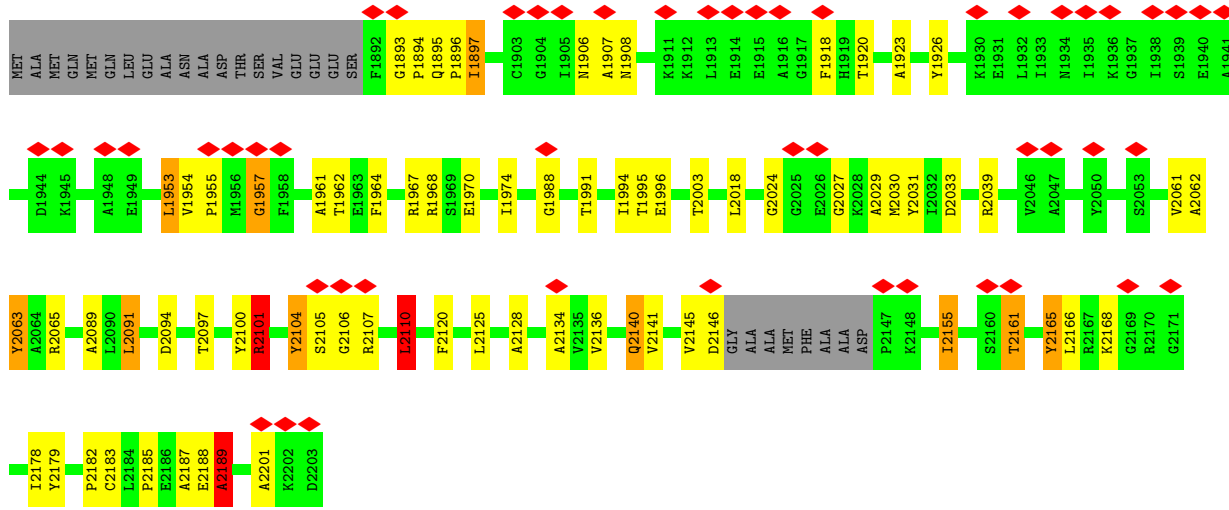 MET ALA MET GLN MET GLN LEU GLU ALA ASN ALA ASP THR SER VAL GLU GLU GLU SER F1892 G1893 P1894 Q1895 P1896 I1897 C1903 G1904 I1905 N1906 A1907 N1908 K1911 K1912 L1913 E1914 E1915 A1916 G1917 F1918 H1919 T1920 A1923 Y1926 K1930 E1931 L1932 I1933 N1934 I1935 K1936 G1937 I1938 S1939 E1940 A1941
D1944 K1945 A1948 E1949 L1953 V1954 P1955 M1956 G1957 F1958 A1961 T1962 E1963 F1964 R1967 R1968 S1969 E1970 I1974 G1988 T1991 I1994 T1995 E1996 T2003 L2018 G2024 G2025 E2026 G2027 K2028 A2029 M2030 Y2031 I2032 D2033 R2039 V2046 A2047 Y2050 S2053 V2061 A2062
Y2063 A2064 R2065 A2089 L2090 L2091 D2094 T2097 Y2100 R2101 Y2104 S2105 G2106 R2107 L2110 F2120 L2125 A2128 A2134 V2135 V2136 Q2140 V2141 V2145 D2146 GLY ALA ALA MET PHE ALA ALA ASP P2147 K2148 I2155 S2160 T2161 Y2165 L2166 R2167 K2168 G2169 R2170 G2171
I2178 Y2179 P2182 C2183 L2184 P2185 E2186 A2187 E2188 A2189 A2201 K2202 D2203